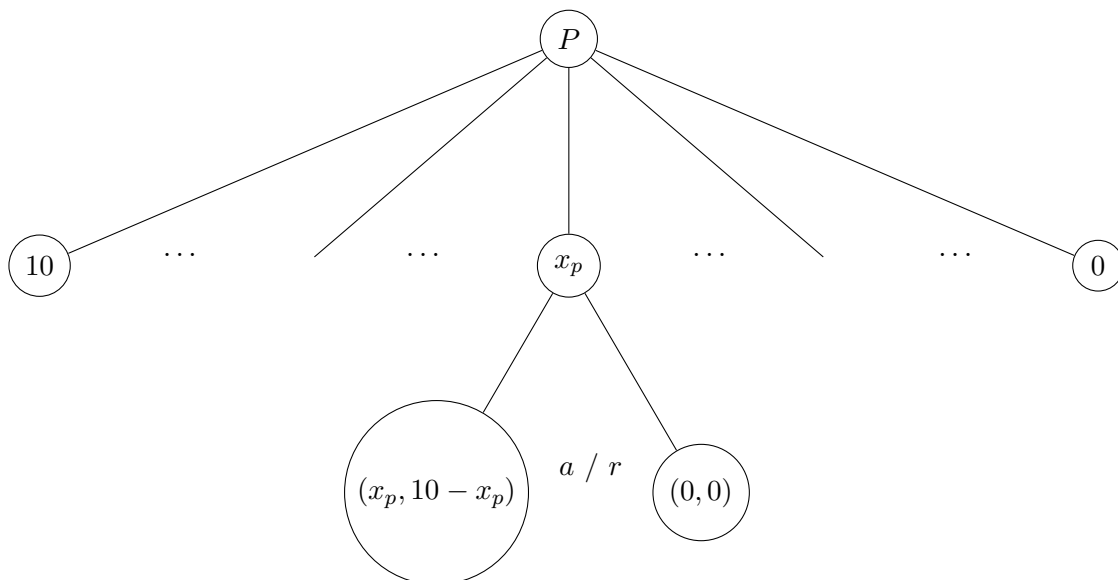 P
10 ... ... x_p ... ... 0
a / r
(x_p, 10 − x_p) (0, 0)